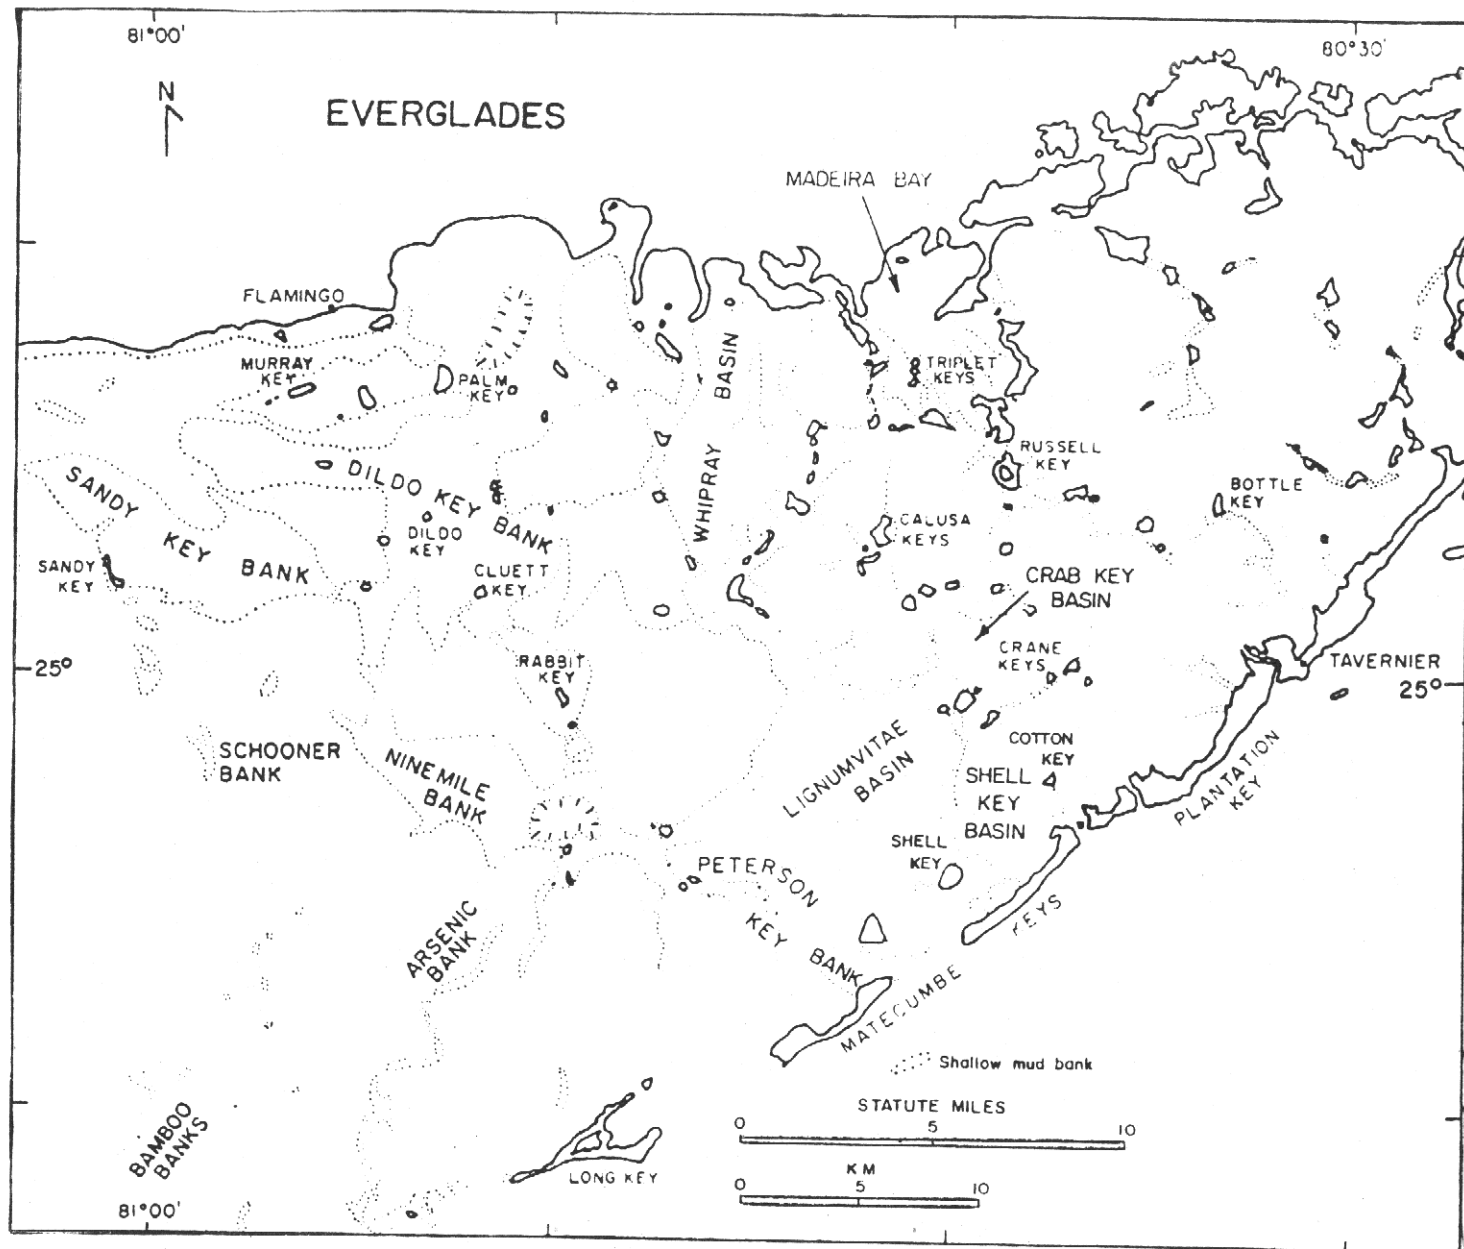 81°00'
80°30'
N
EVERGLADES
MADEIRA BAY
FLAMINGO
MURRAY
KEY
PALM
KEY
WHIPRAY BASIN
TRIPLET
KEYS
RUSSELL
KEY
BOTTLE
KEY
SANDY KEY BANK
DILDO KEY BANK
DILDO
KEY
CALUSA
KEYS
SANDY
KEY
CLUETT
KEY
CRAB KEY
BASIN
RABBIT
KEY
CRANE
KEYS
TAVERNIER
25°
25°
SCHOONER
BANK
NINEMILE
BANK
LIGNUMVITAE
BASIN
COTTON
KEY
SHELL
KEY
BASIN
PLANTATION
KEY
SHELL
KEY
PETERSON
KEY BANK
ARSENIC
BANK
MATECUMBE KEYS
Shallow mud bank
BAMBOO
BANKS
LONG KEY
STATUTE MILES
0 5 10
KM
0 5 10
81°00'